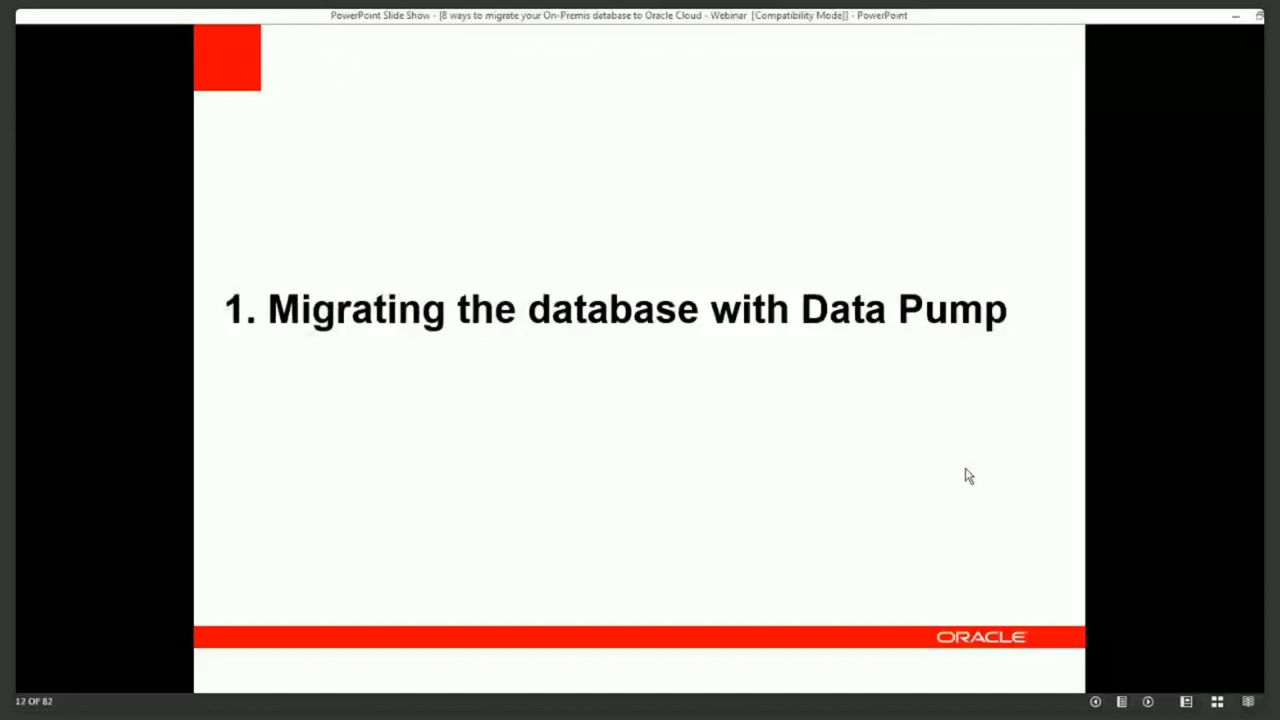 PowerPoint Slide Show - [8 ways to migrate your On-Premis database to Oracle Cloud - Webinar [Compatibility Mode]] - PowerPoint
1. Migrating the database with Data Pump
ORACLE
12 OF 82